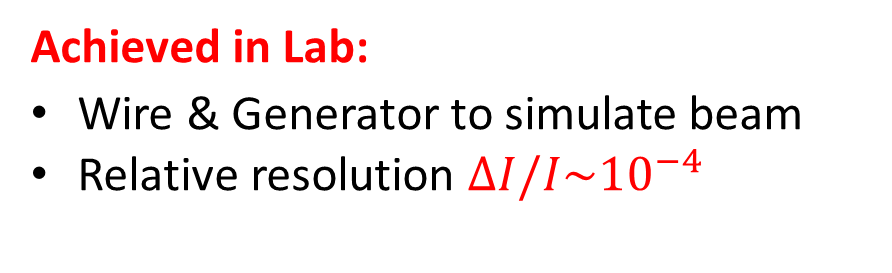 Achieved in Lab:
• Wire & Generator to simulate beam
• Relative resolution ΔI/I~10⁻⁴